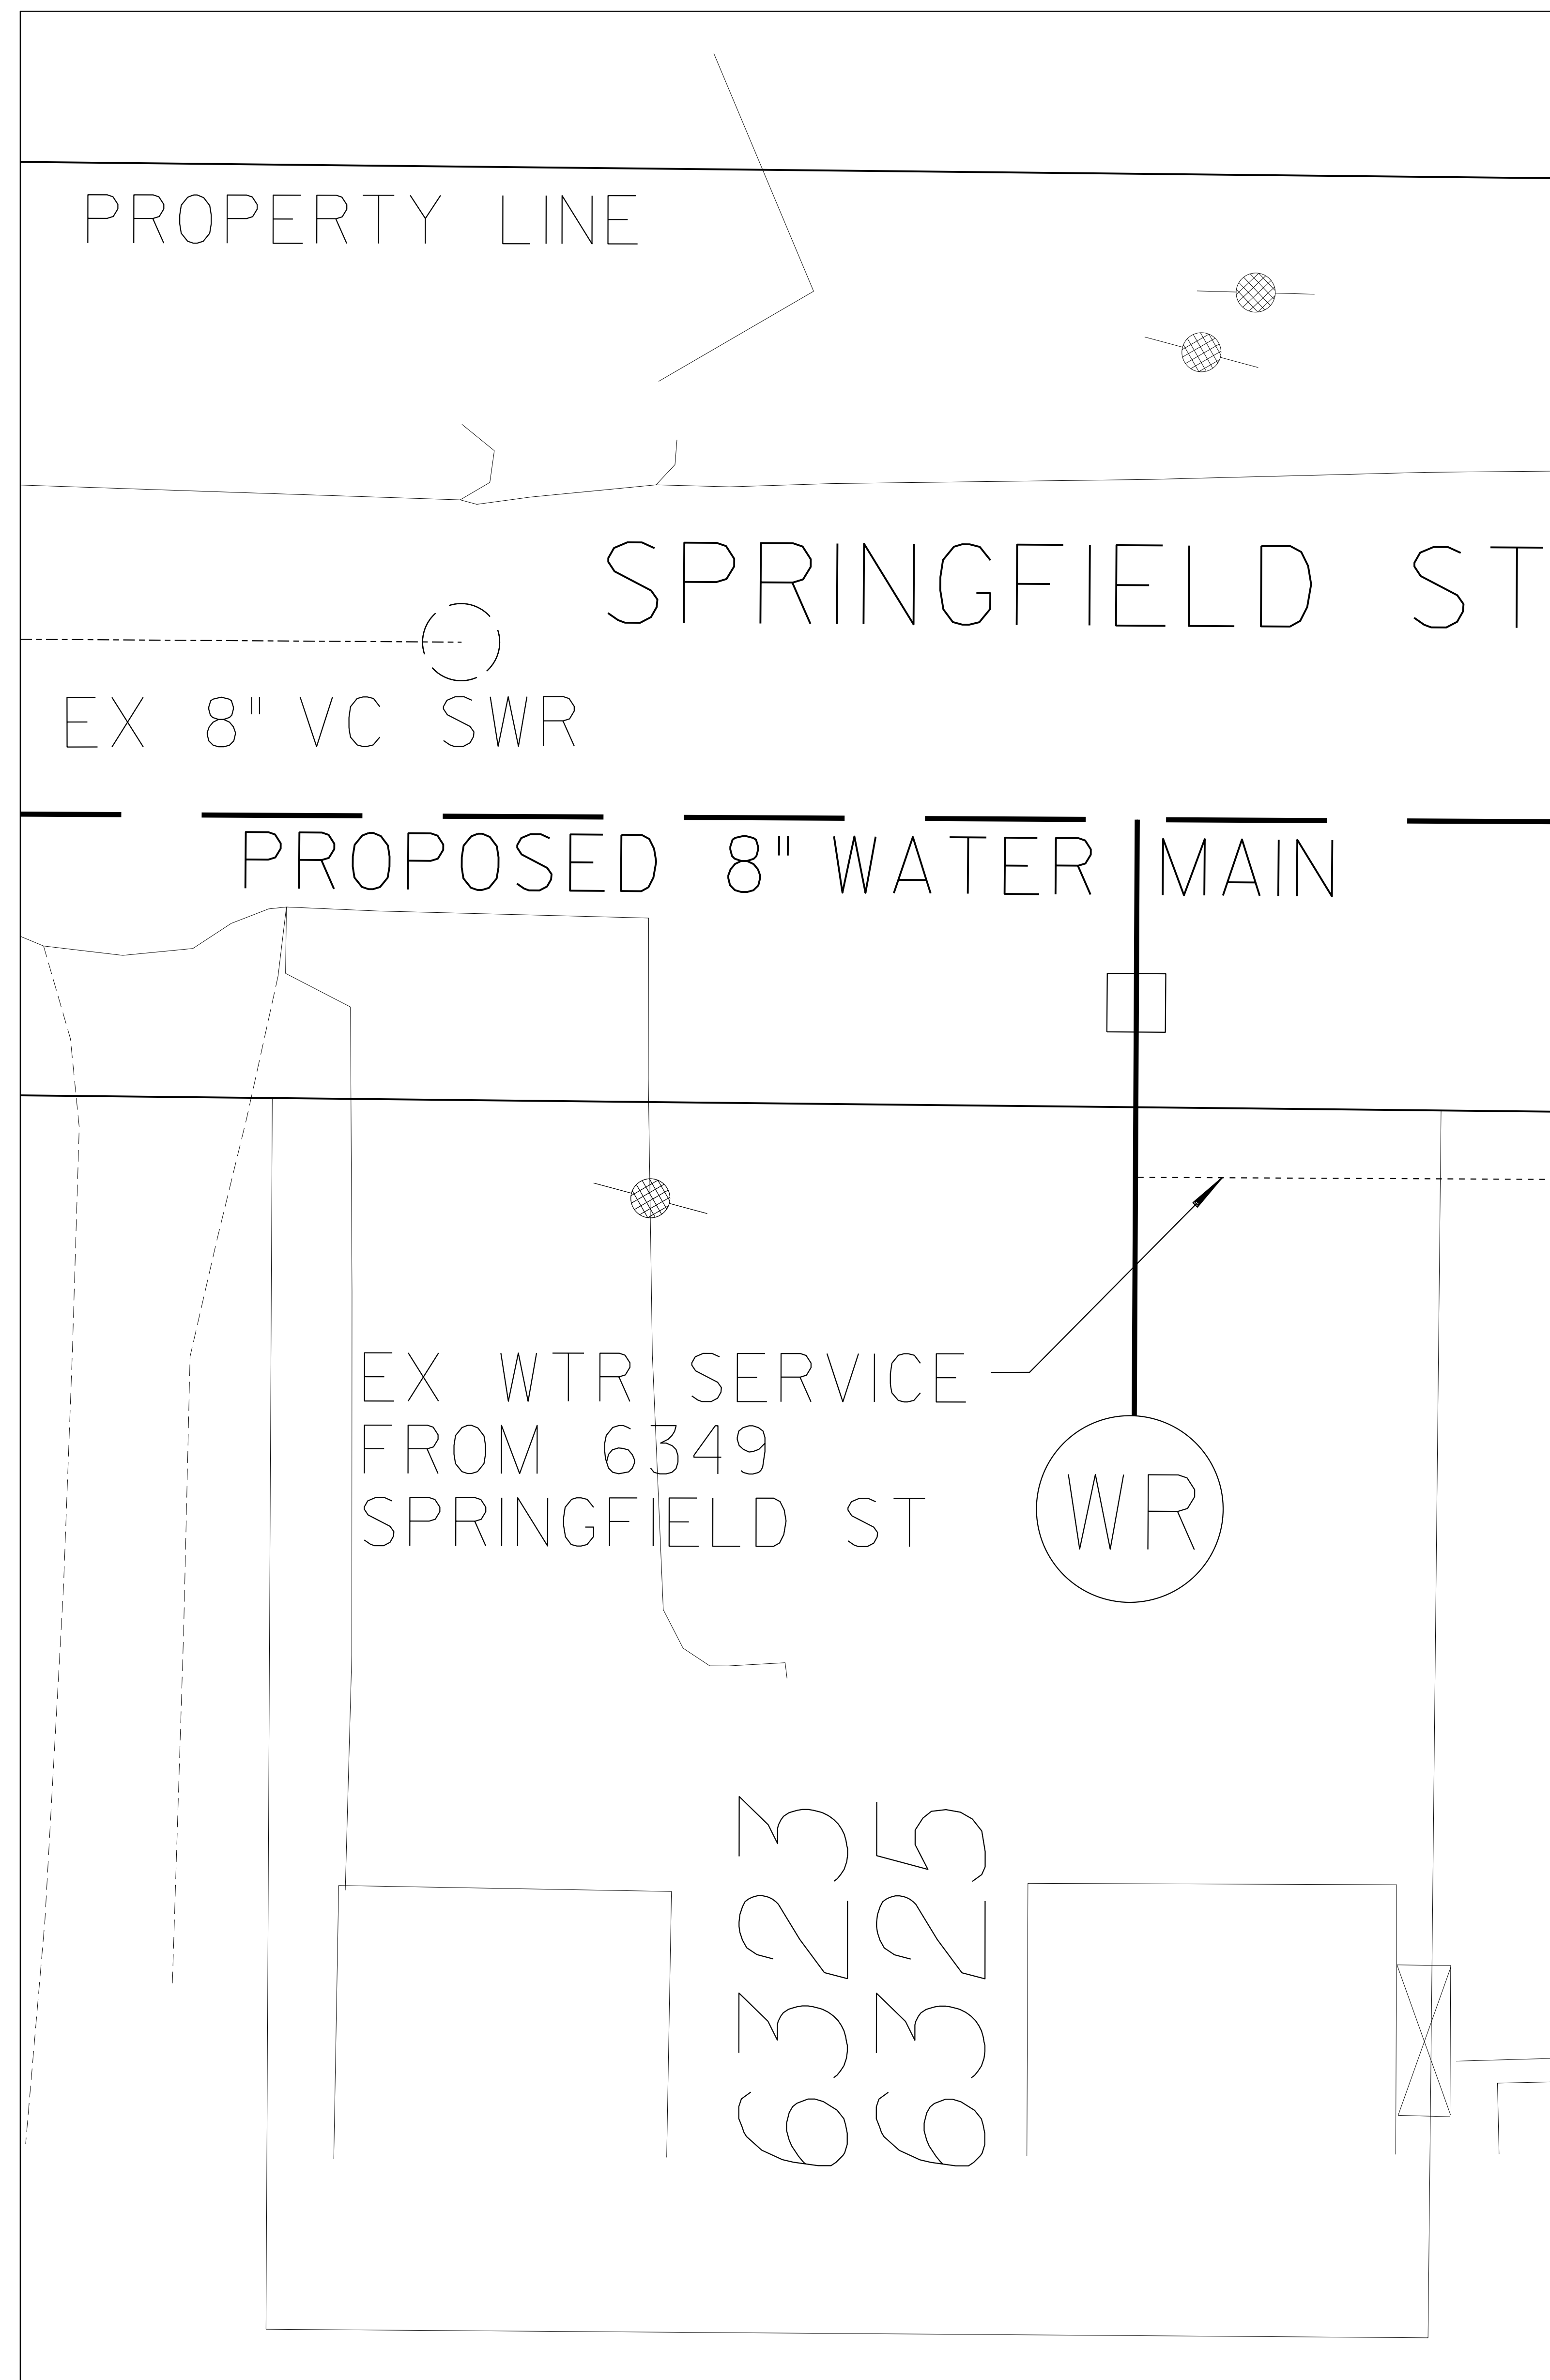 PROPERTY LINE
SPRINGFIELD ST
EX 8" VC SWR
PROPOSED 8" WATER MAIN
EX WTR SERVICE
FROM 6349
SPRINGFIELD ST
WR
6323
6325